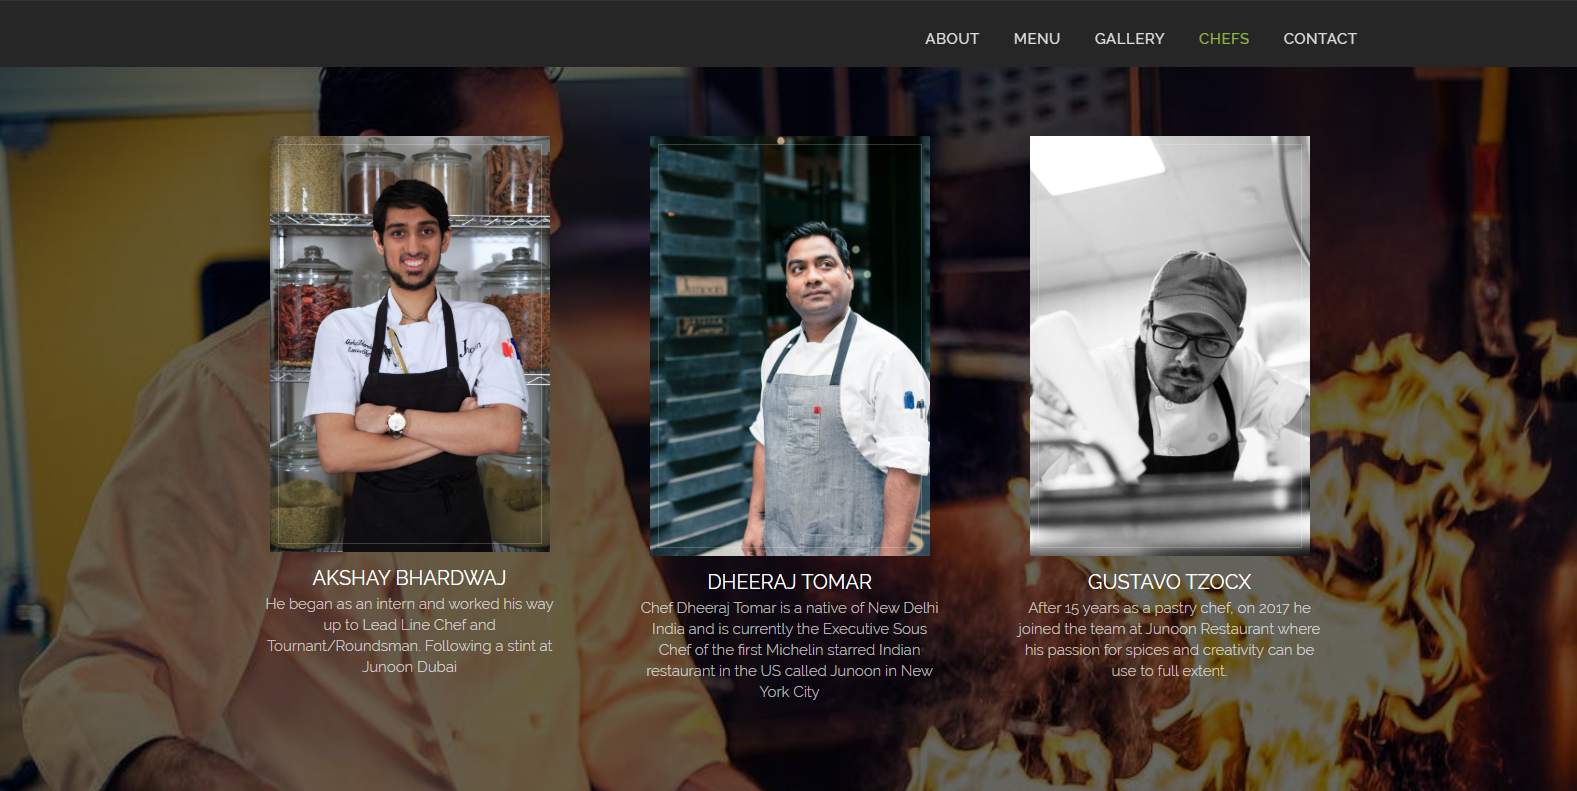 ABOUT MENU GALLERY CHEFS CONTACT
Junoon
AKSHAY BHARDWAJ
He began as an intern and worked his way
up to Lead Line Chef and
Tournant/Roundsman. Following a stint at
Junoon Dubai
DHEERAJ TOMAR
Chef Dheeraj Tomar is a native of New Delhi
India and is currently the Executive Sous
Chef of the first Michelin starred Indian
restaurant in the US called Junoon in New
York City
GUSTAVO TZOCX
After 15 years as a pastry chef, on 2017 he
joined the team at Junoon Restaurant where
his passion for spices and creativity can be
use to full extent.